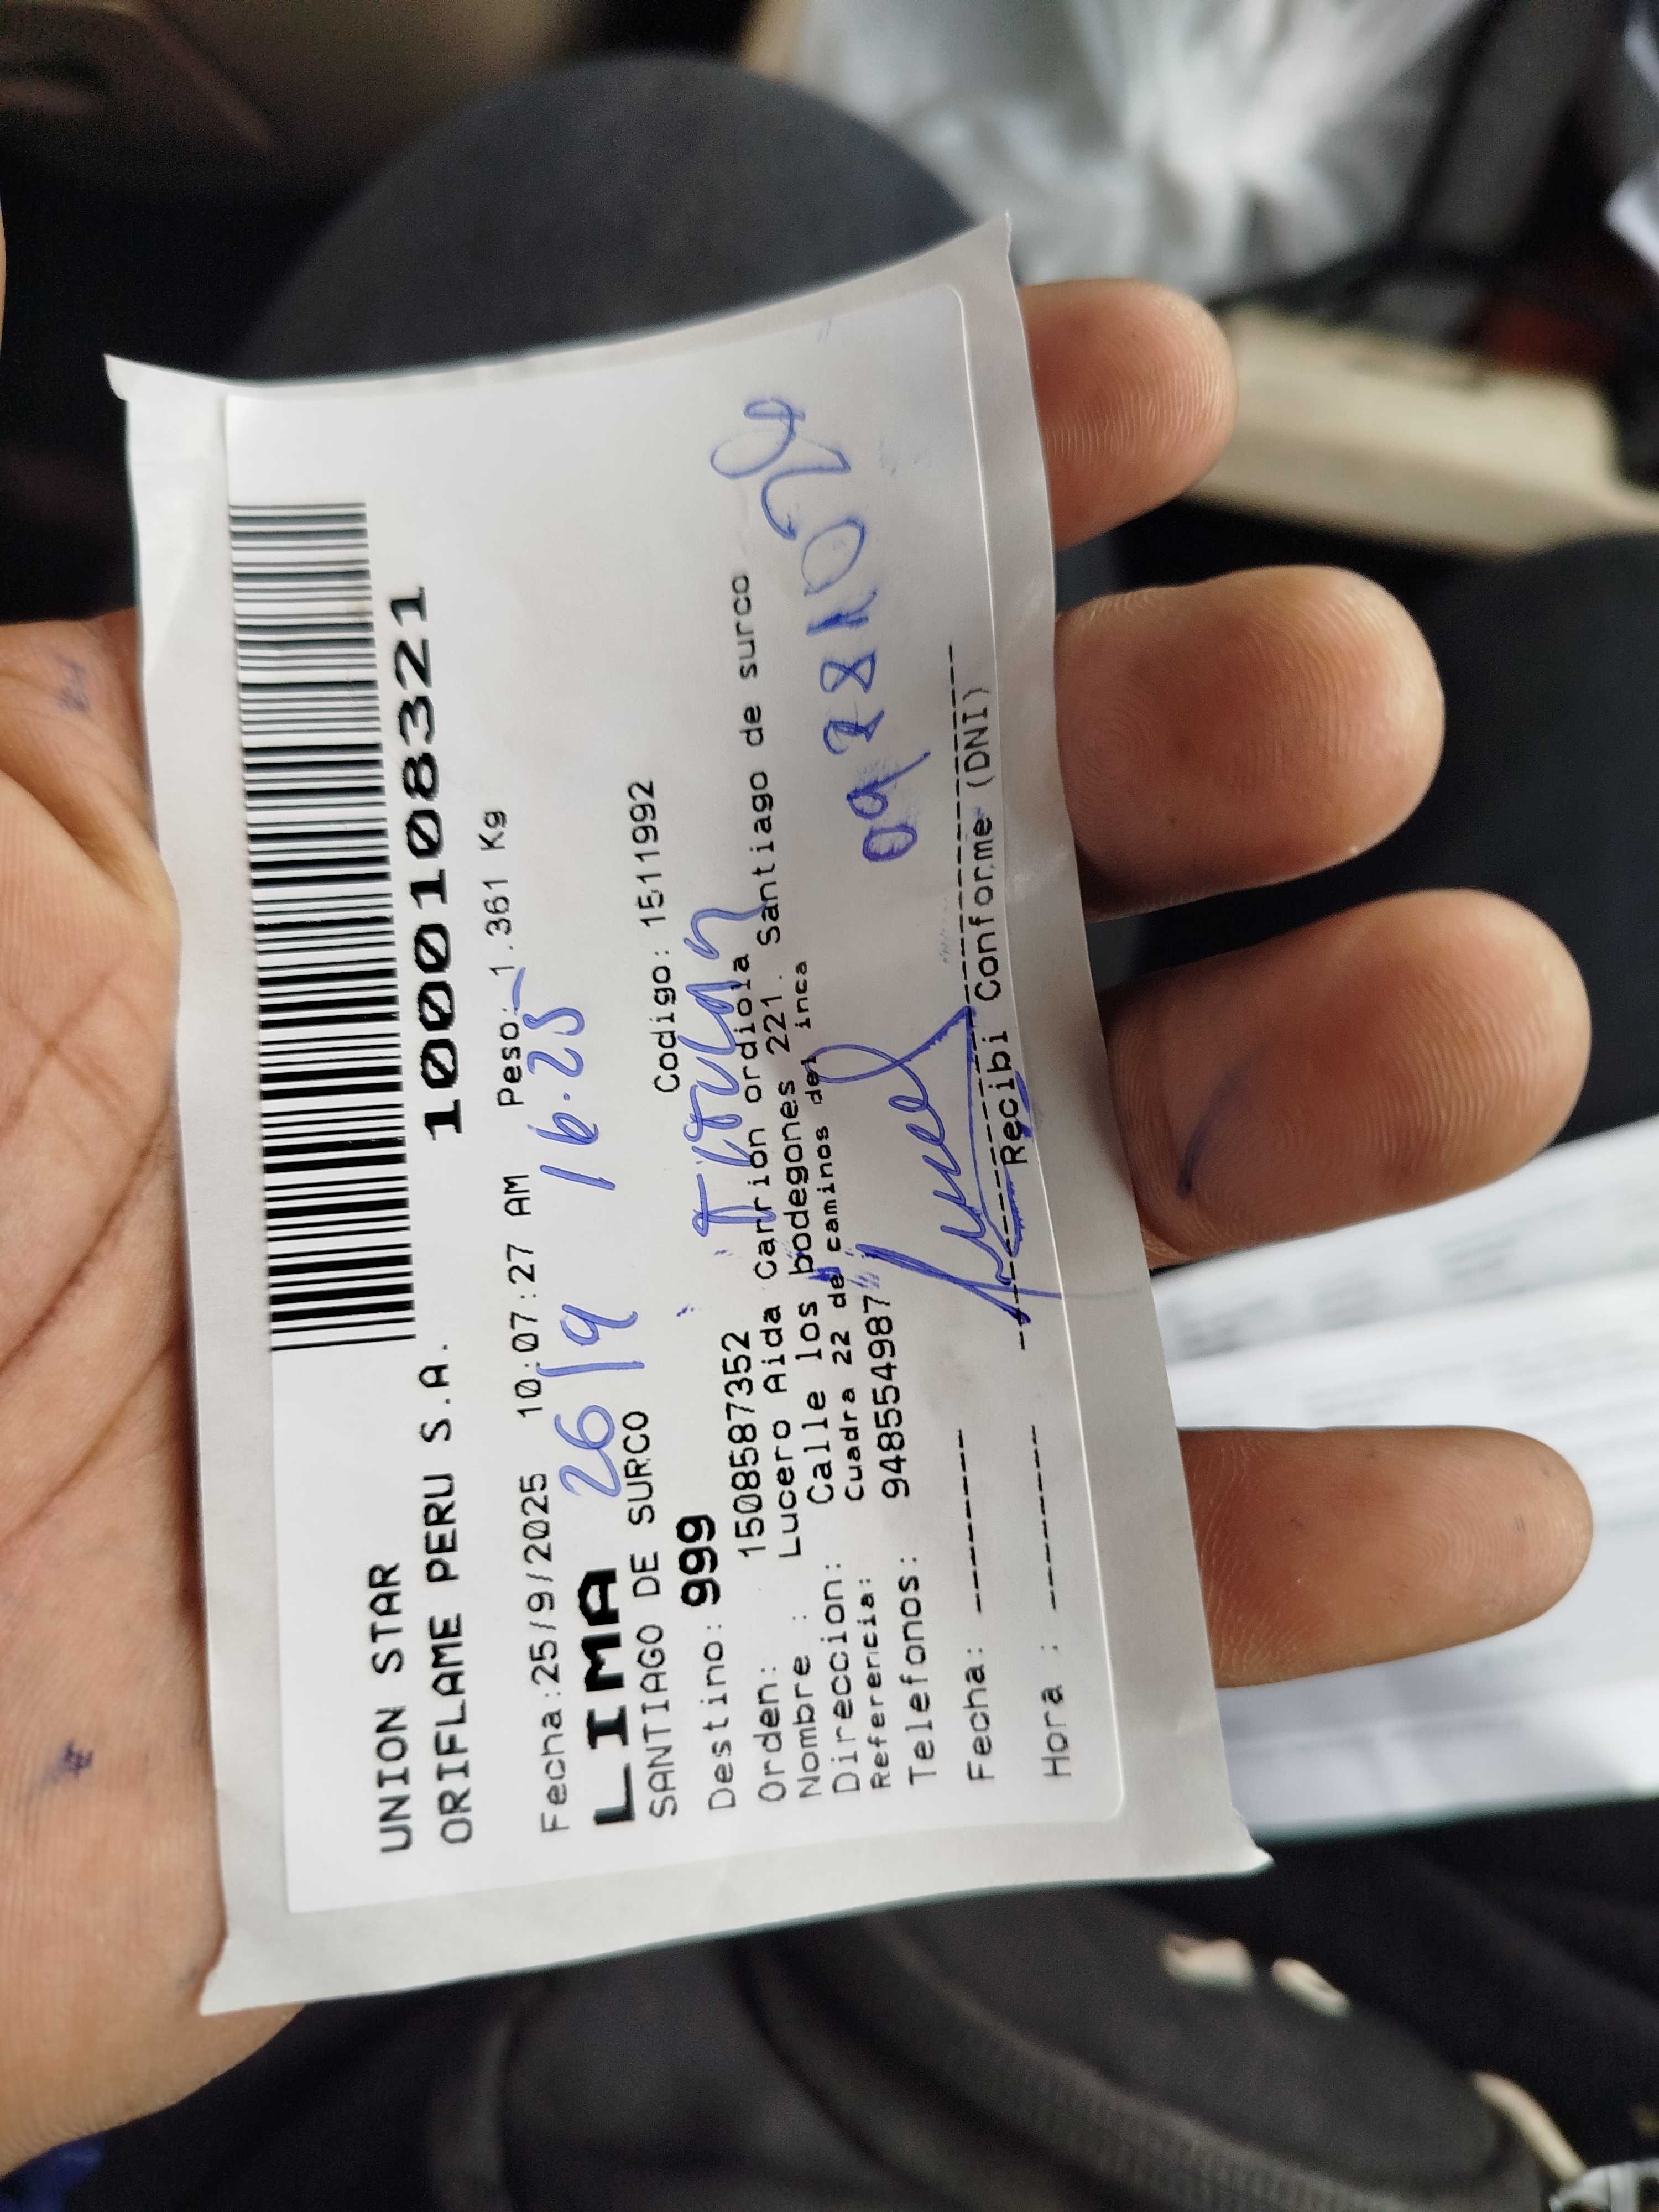 UNION STAR
ORIFLAME PERU S.A. 10001083 21
Fecha:25/9/2025 10:07:27 AM Peso: 1.361 Kg
LIMA 26/9 16:25
SANTIAGO DE SURCO
Destino: 999 Codigo: 1511992
Orden: 1508587352
Nombre : Lucero Aida Carrion ordiola
Direccion: Calle los bodegones 221. Santiago de surco
Referencia: Cuadra 22 de caminos del inca
Telefonos: 948554987
Fecha: --------
Hora : --------
Recibi Conforme (DNI)